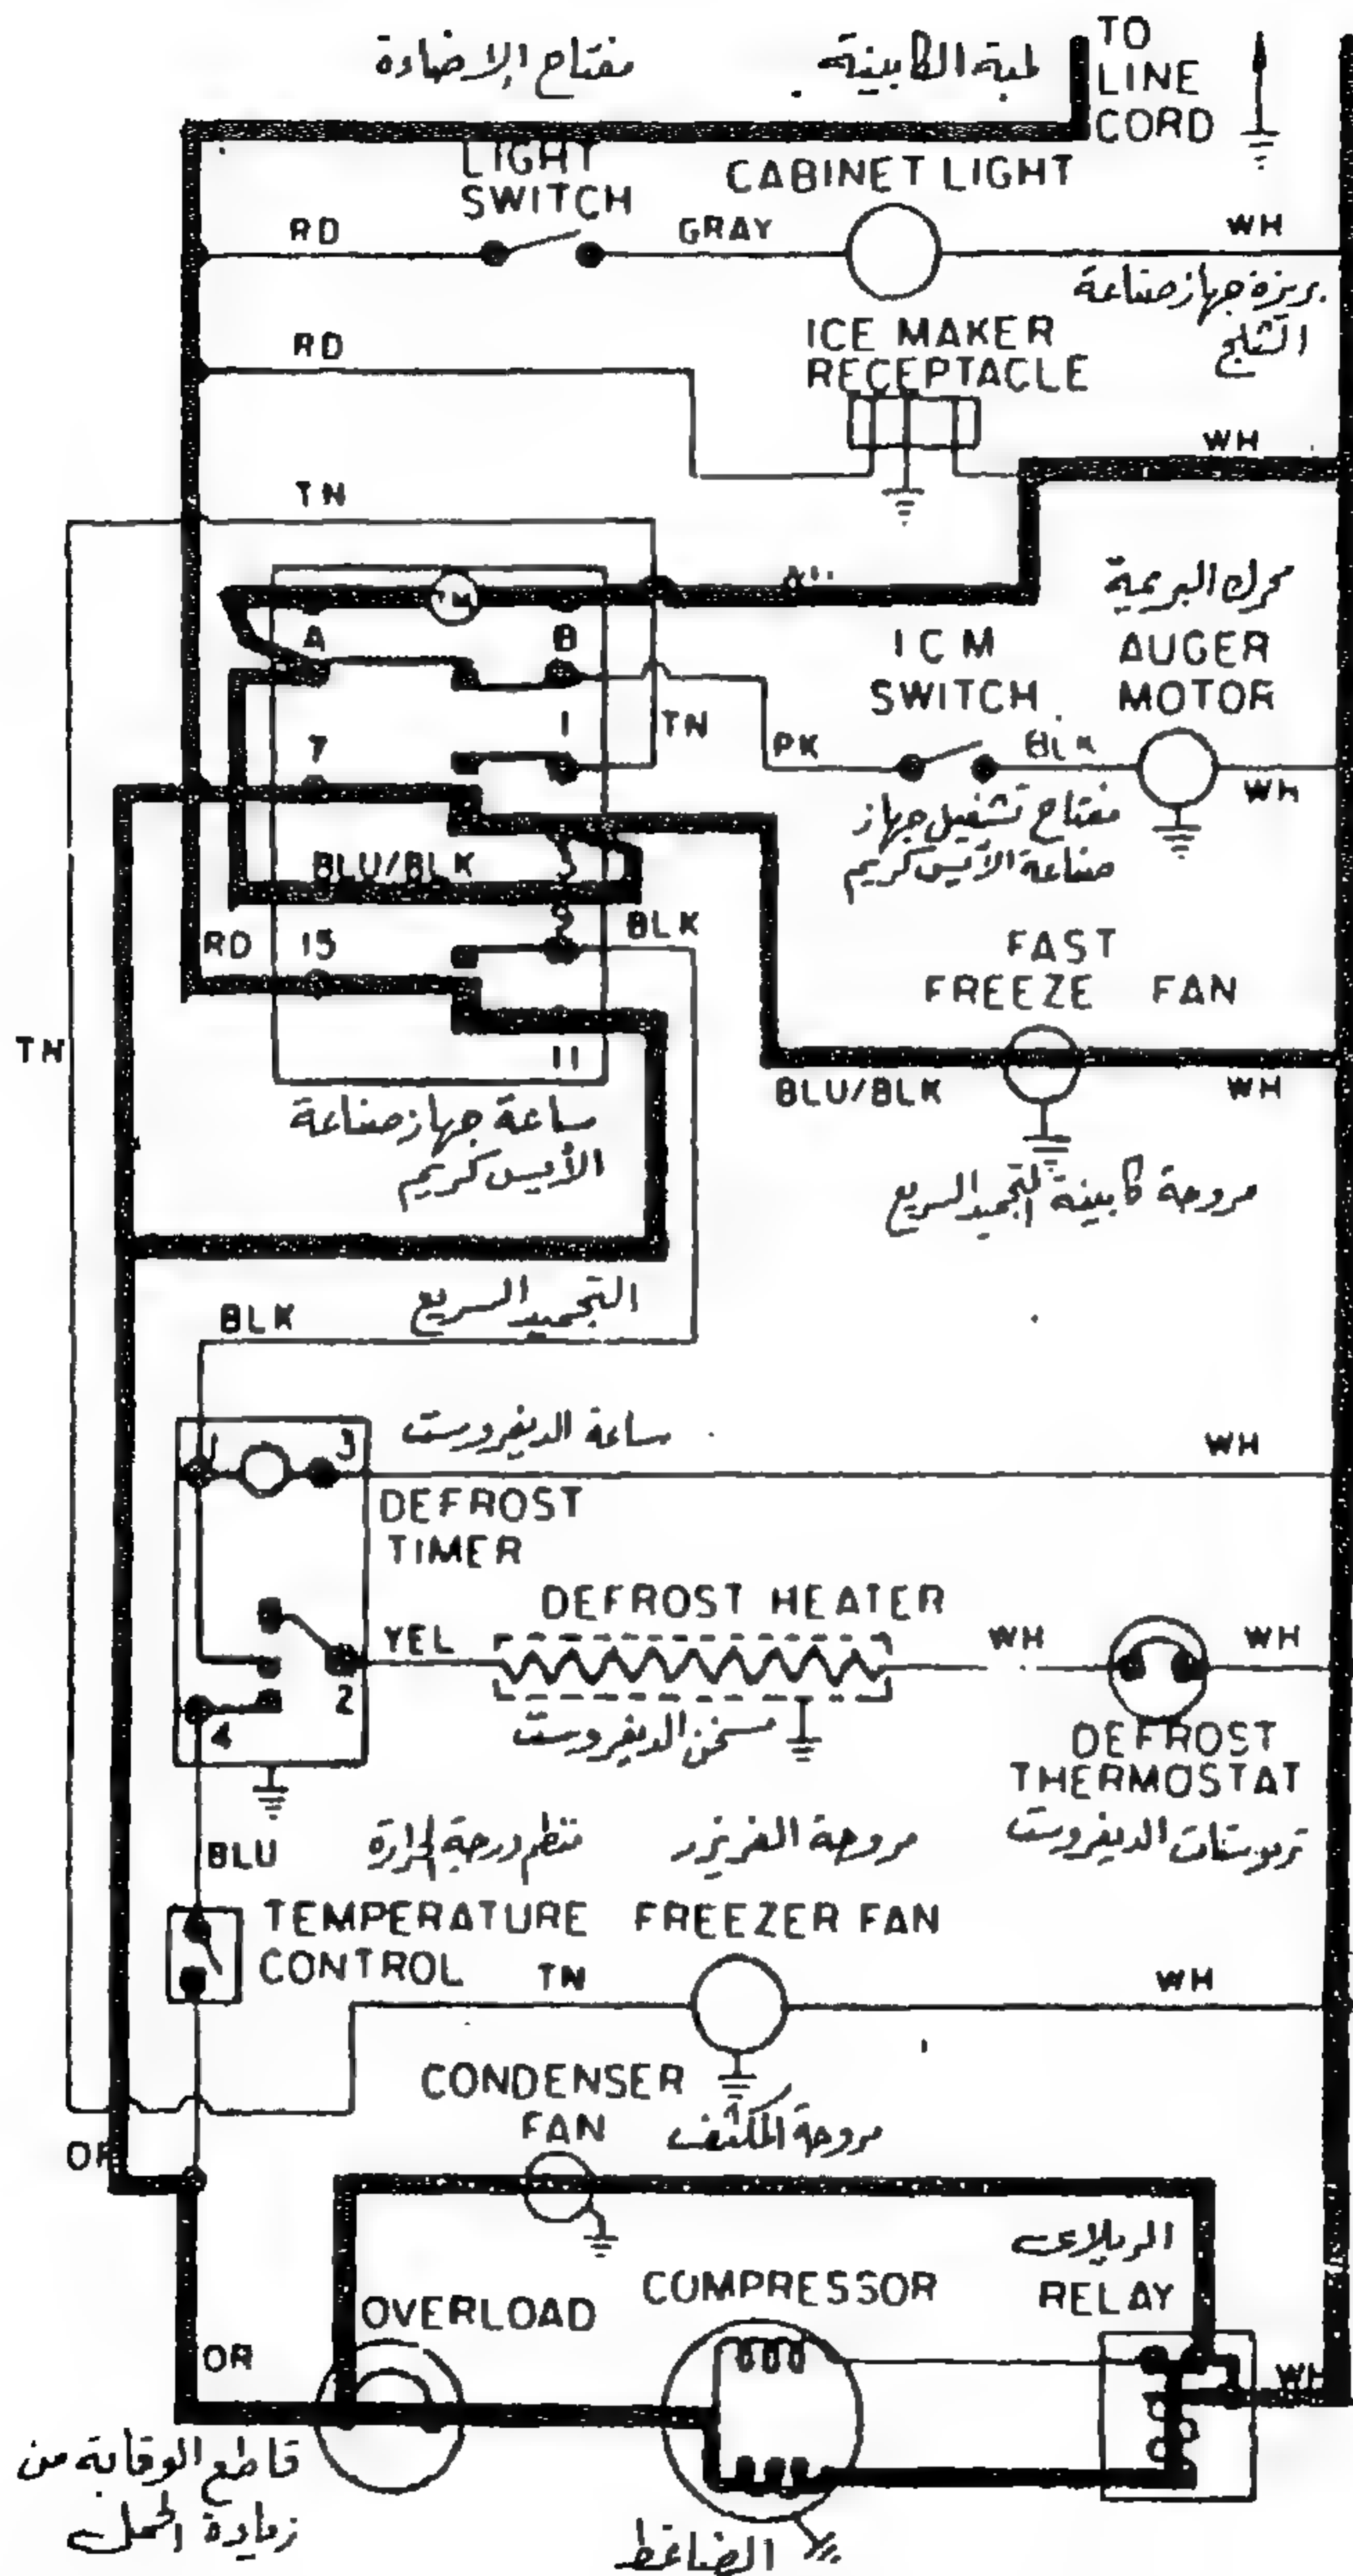 TO
مفتاح الإضاءة
لمبة الكابينة
LINE
CORD
LIGHT
SWITCH
CABINET LIGHT
RD
GRAY
WH
بريزة جهاز صناعة
الثلج
RD
ICE MAKER
RECEPTACLE
WH
TN
محرك البريمة
A
B
ICM
SWITCH
AUGER
MOTOR
7
1
TN
PK
BLK
WH
مفتاح تشغيل جهاز
صناعة الآيس كريم
BLU/BLK
RD
15
2
BLK
FAST
FREEZE FAN
TN
11
BLU/BLK
WH
ساعة جهاز صناعة
الأيس كريم
مروحة كابينة التجميد السريع
التجميد السريع
BLK
ساعة الديفروست
1
3
WH
DEFROST
TIMER
DEFROST HEATER
YEL
WH
WH
2
4
مسخن الديفروست
DEFROST
THERMOSTAT
BLU
منظم درجة الحرارة
مروحة الفريزر
ترموستات الديفروست
TEMPERATURE
CONTROL
FREEZER FAN
TN
WH
CONDENSER
FAN
مروحة المكثف
OR
الريلاى
OVERLOAD
COMPRESSOR
RELAY
OR
WH
قاطع الوقاية من
زيادة الحمل
الضاغط